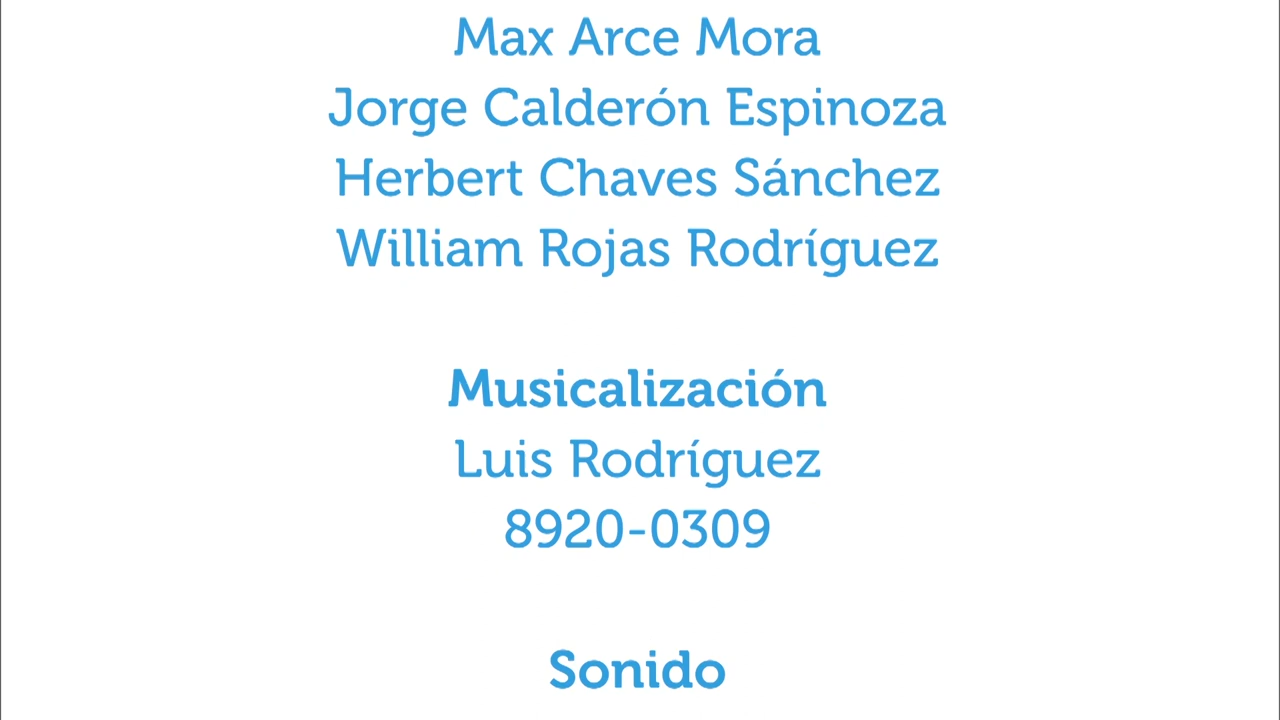 Max Arce Mora
Jorge Calderón Espinoza
Herbert Chaves Sánchez
William Rojas Rodríguez
Musicalización
Luis Rodríguez
8920-0309
Sonido